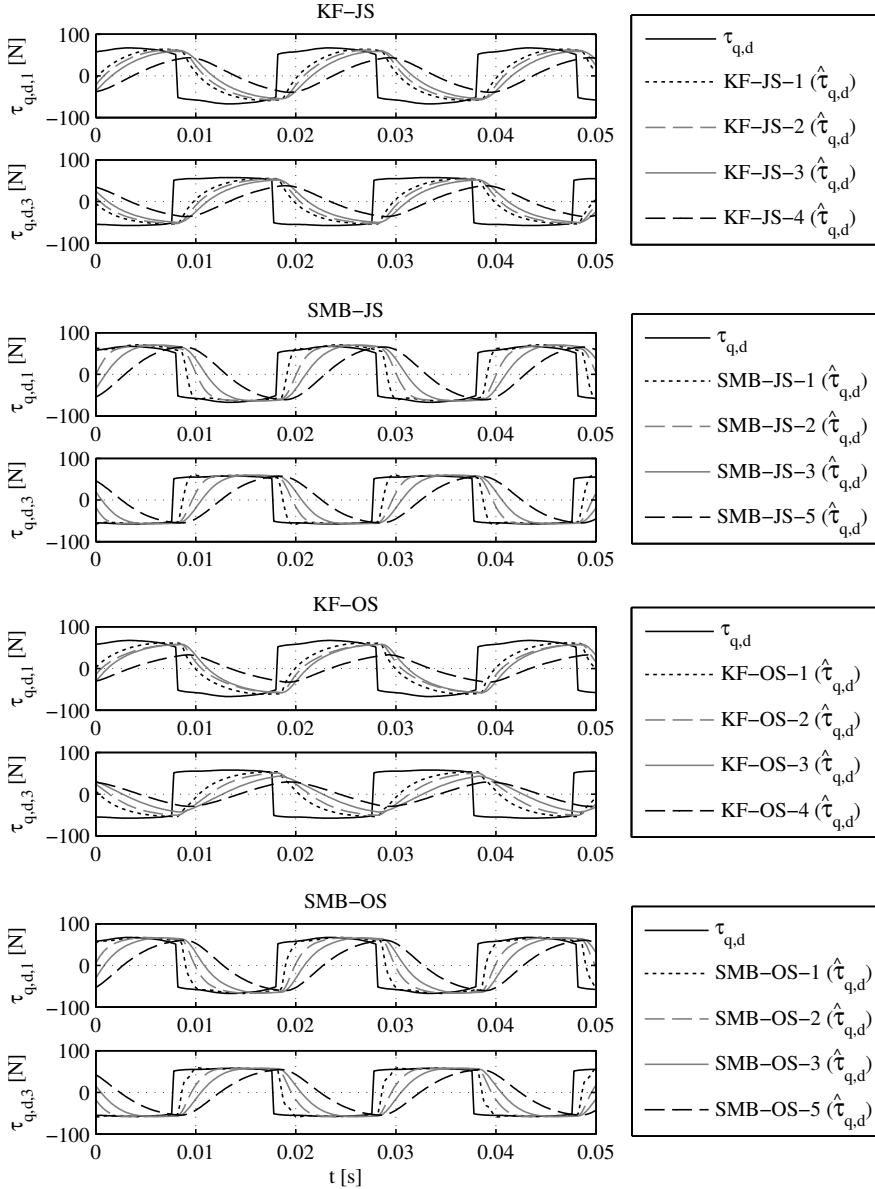 KF−JS
100
0
−100
τq,d,1 [N]
0 0.01 0.02 0.03 0.04 0.05
100
0
−100
τq,d,3 [N]
0 0.01 0.02 0.03 0.04 0.05
τq,d
KF−JS−1 (τ̂q,d)
KF−JS−2 (τ̂q,d)
KF−JS−3 (τ̂q,d)
KF−JS−4 (τ̂q,d)
SMB−JS
100
0
−100
τq,d,1 [N]
0 0.01 0.02 0.03 0.04 0.05
100
0
−100
τq,d,3 [N]
0 0.01 0.02 0.03 0.04 0.05
τq,d
SMB−JS−1 (τ̂q,d)
SMB−JS−2 (τ̂q,d)
SMB−JS−3 (τ̂q,d)
SMB−JS−5 (τ̂q,d)
KF−OS
100
0
−100
τq,d,1 [N]
0 0.01 0.02 0.03 0.04 0.05
100
0
−100
τq,d,3 [N]
0 0.01 0.02 0.03 0.04 0.05
τq,d
KF−OS−1 (τ̂q,d)
KF−OS−2 (τ̂q,d)
KF−OS−3 (τ̂q,d)
KF−OS−4 (τ̂q,d)
SMB−OS
100
0
−100
τq,d,1 [N]
0 0.01 0.02 0.03 0.04 0.05
100
0
−100
τq,d,3 [N]
0 0.01 0.02 0.03 0.04 0.05
t [s]
τq,d
SMB−OS−1 (τ̂q,d)
SMB−OS−2 (τ̂q,d)
SMB−OS−3 (τ̂q,d)
SMB−OS−5 (τ̂q,d)